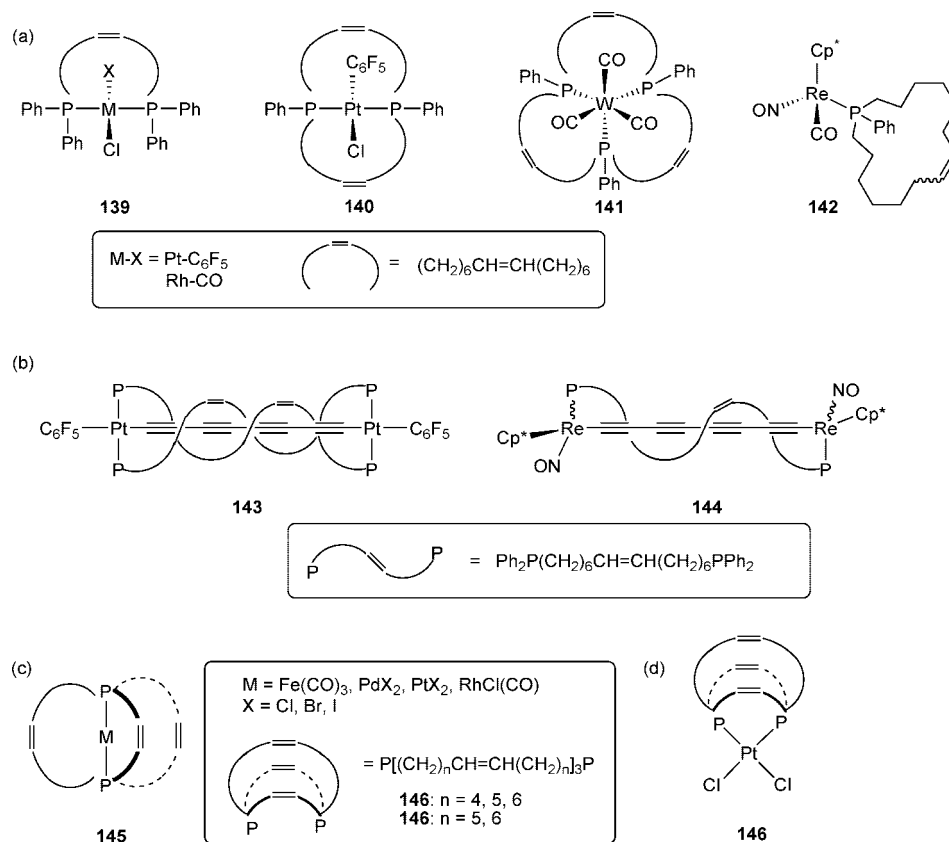 (a)
X
Ph P M P Ph
Ph Cl Ph
139
C6F5
Ph P Pt P Ph
Cl
140
CO
Ph Ph
P W P
CO CO
P
Ph
141
Cp*
ON Re
CO P
Ph
142
M-X = Pt-C6F5
Rh-CO
= (CH2)6CH=CH(CH2)6
(b)
P P
C6F5 Pt Pt C6F5
P P
143
P NO
Cp* Re Re Cp*
ON P
144
P P = Ph2P(CH2)6CH=CH(CH2)6PPh2
(c)
P
M
P
145
M = Fe(CO)3, PdX2, PtX2, RhCl(CO)
X = Cl, Br, I
= P[(CH2)nCH=CH(CH2)n]3P
P P
146: n = 4, 5, 6
146: n = 5, 6
(d)
P P
Pt
Cl Cl
146